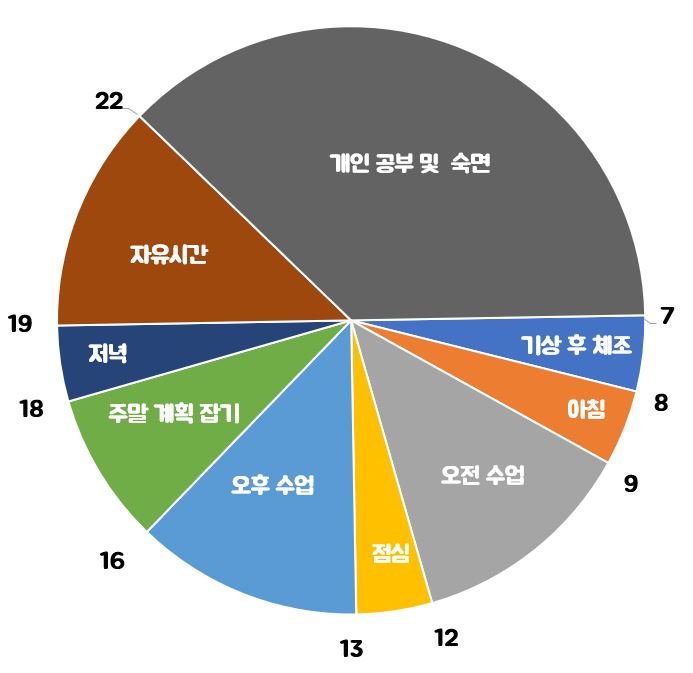 22
개인 공부 및 숙면
자유시간
7
19
기상 후 체조
저녁
8
18
아침
주말 계획 잡기
오전 수업
9
오후 수업
점심
16
12
13